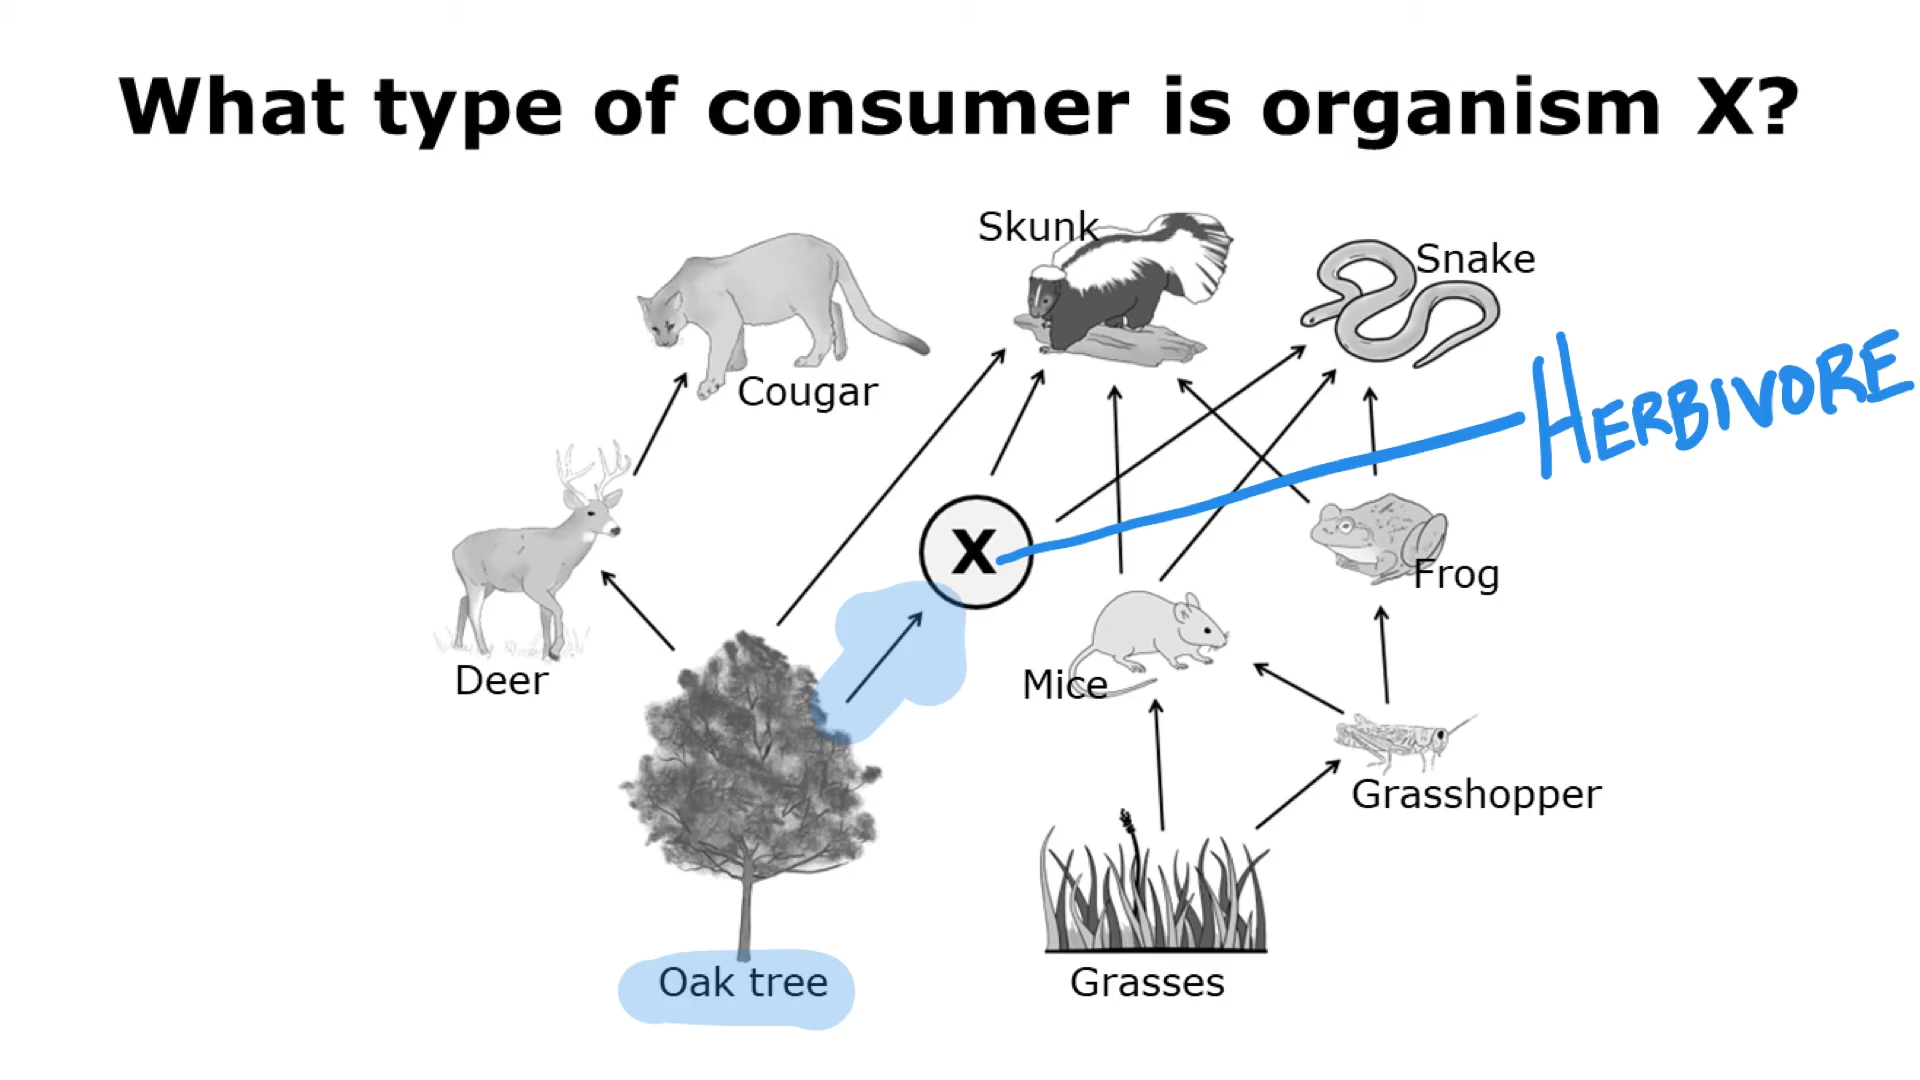 What type of consumer is organism X?
Skunk
Snake
Cougar
HERBIVORE
X
Frog
Deer
Mice
Grasshopper
Oak tree
Grasses